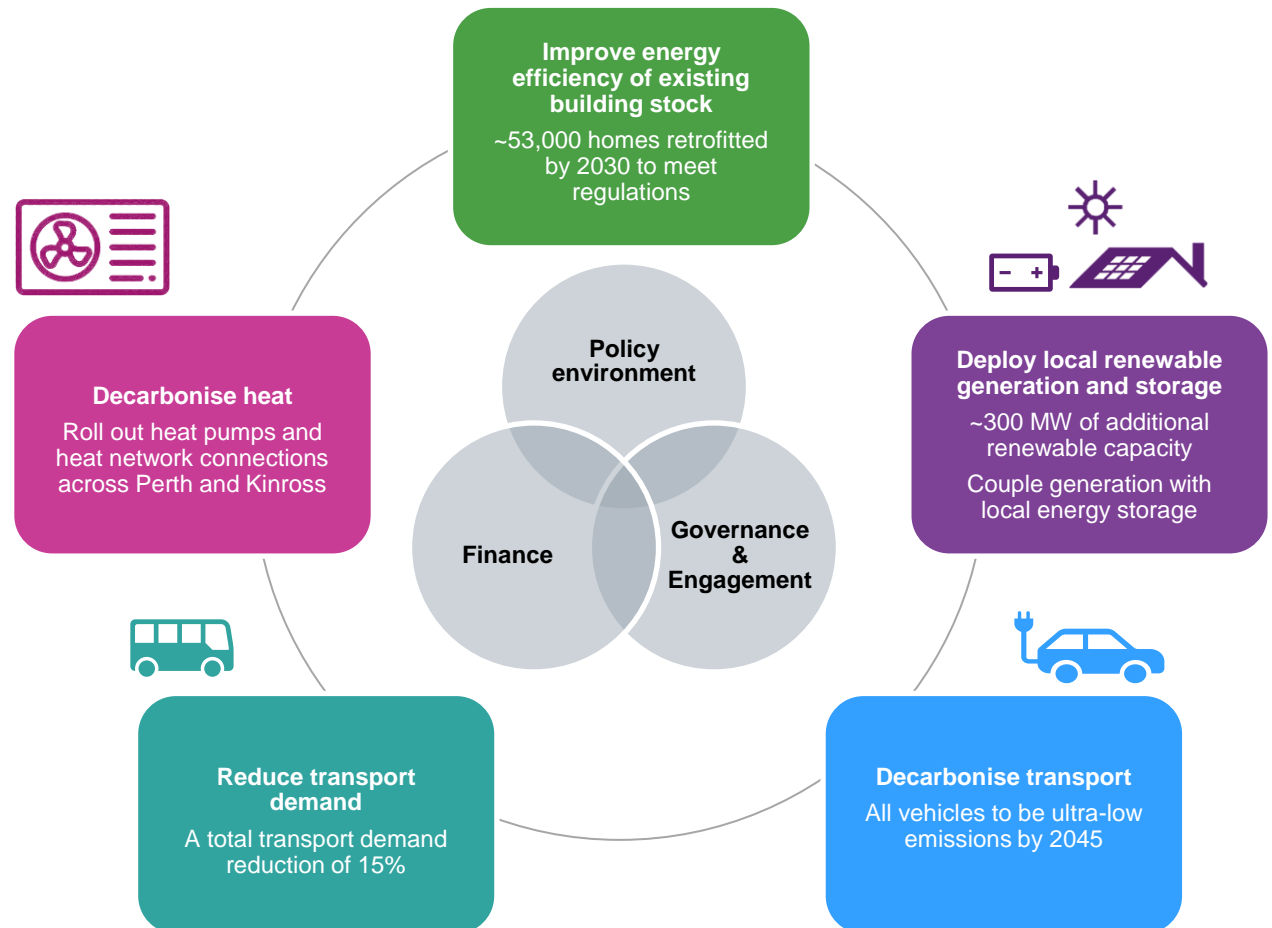 Improve energy
efficiency of existing
building stock
~53,000 homes retrofitted
by 2030 to meet
regulations
Deploy local renewable
generation and storage
~300 MW of additional
renewable capacity
Couple generation with
local energy storage
Decarbonise transport
All vehicles to be ultra-low
emissions by 2045
Reduce transport
demand
A total transport demand
reduction of 15%
Decarbonise heat
Roll out heat pumps and
heat network connections
across Perth and Kinross
Policy
environment
Finance
Governance
&
Engagement